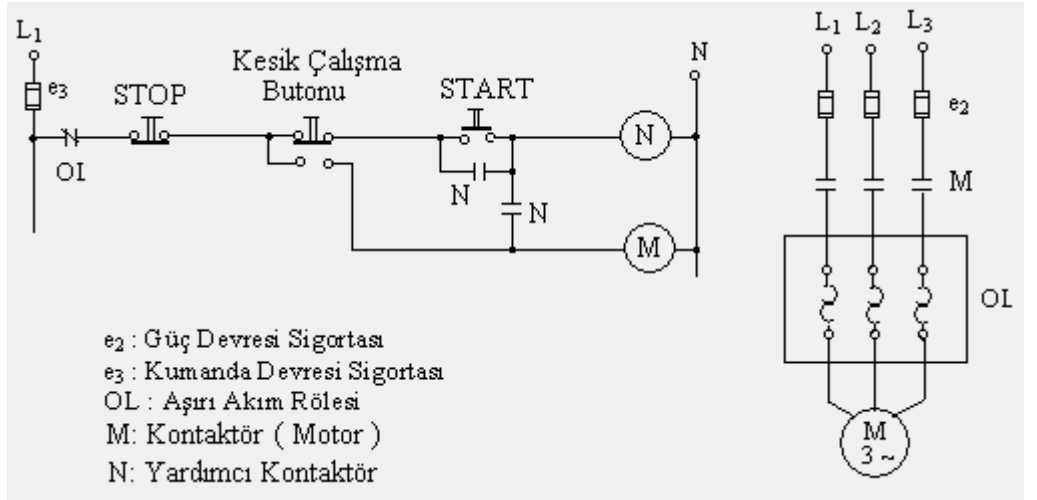 L1
e3
STOP
Kesik Çalışma
Butonu
START
N
OI
N
N
N
M
L1 L2 L3
e2
M
OL
M
3 ~
e2 : Güç Devresi Sigortası
e3 : Kumanda Devresi Sigortası
OL : Aşırı Akım Rölesi
M: Kontaktör ( Motor )
N: Yardımcı Kontaktör